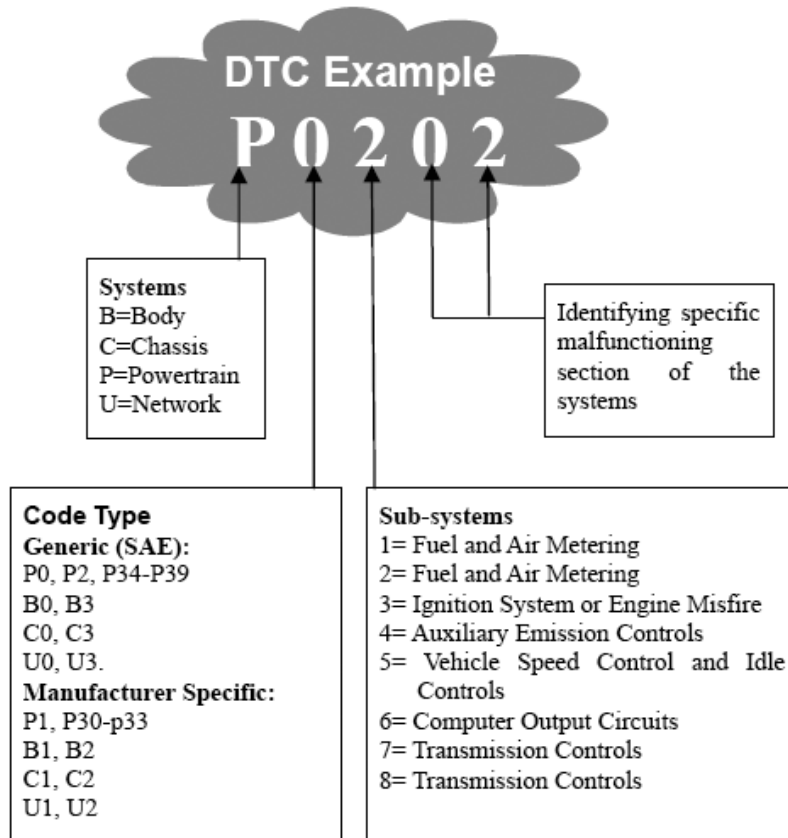 DTC Example
P0202
Systems
B=Body
C=Chassis
P=Powertrain
U=Network
Identifying specific
malfunctioning
section of the
systems
Code Type
Generic (SAE):
P0, P2, P34-P39
B0, B3
C0, C3
U0, U3.
Manufacturer Specific:
P1, P30-p33
B1, B2
C1, C2
U1, U2
Sub-systems
1= Fuel and Air Metering
2= Fuel and Air Metering
3= Ignition System or Engine Misfire
4= Auxiliary Emission Controls
5= Vehicle Speed Control and Idle
Controls
6= Computer Output Circuits
7= Transmission Controls
8= Transmission Controls